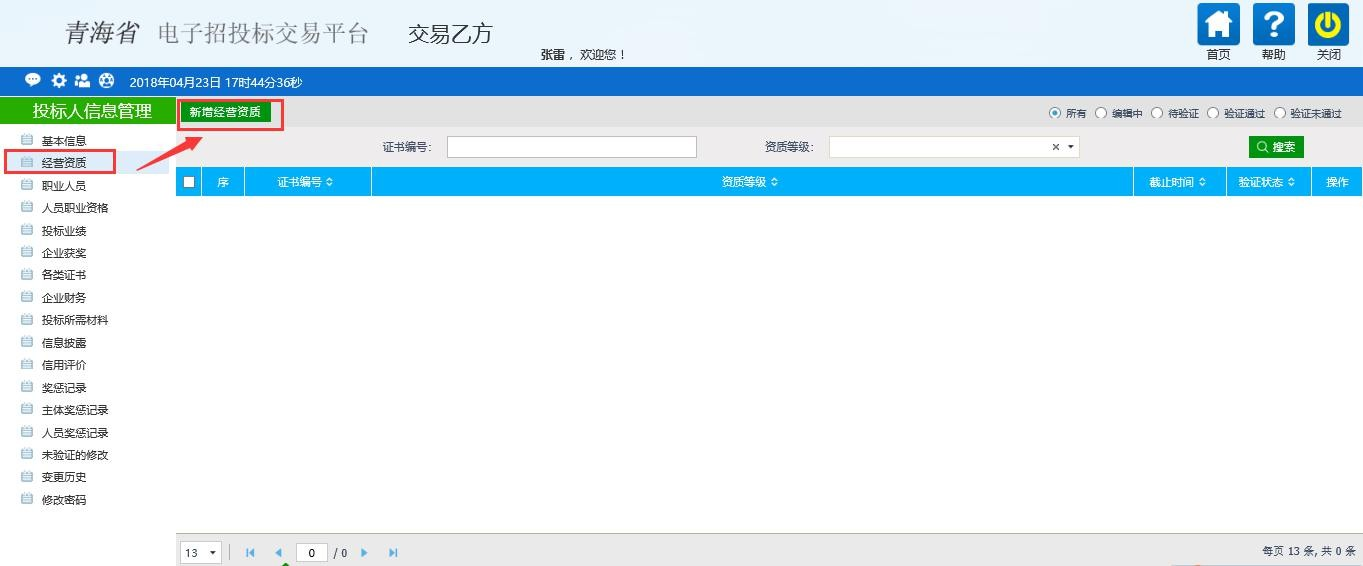 青海省 电子招投标交易平台 交易乙方
张雷，欢迎您！
首页 帮助 关闭
2018年04月23日 17时44分36秒
投标人信息管理
新增经营资质
所有 编辑中 待验证 验证通过 验证未通过
证书编号: 资质等级: 搜索
序 证书编号 资质等级 截止时间 验证状态 操作
基本信息
经营资质
职业人员
人员职业资格
投标业绩
企业获奖
各类证书
企业财务
投标所需材料
信息披露
信用评价
奖惩记录
主体奖惩记录
人员奖惩记录
未验证的修改
变更历史
修改密码
13 0 / 0 每页 13 条, 共 0 条